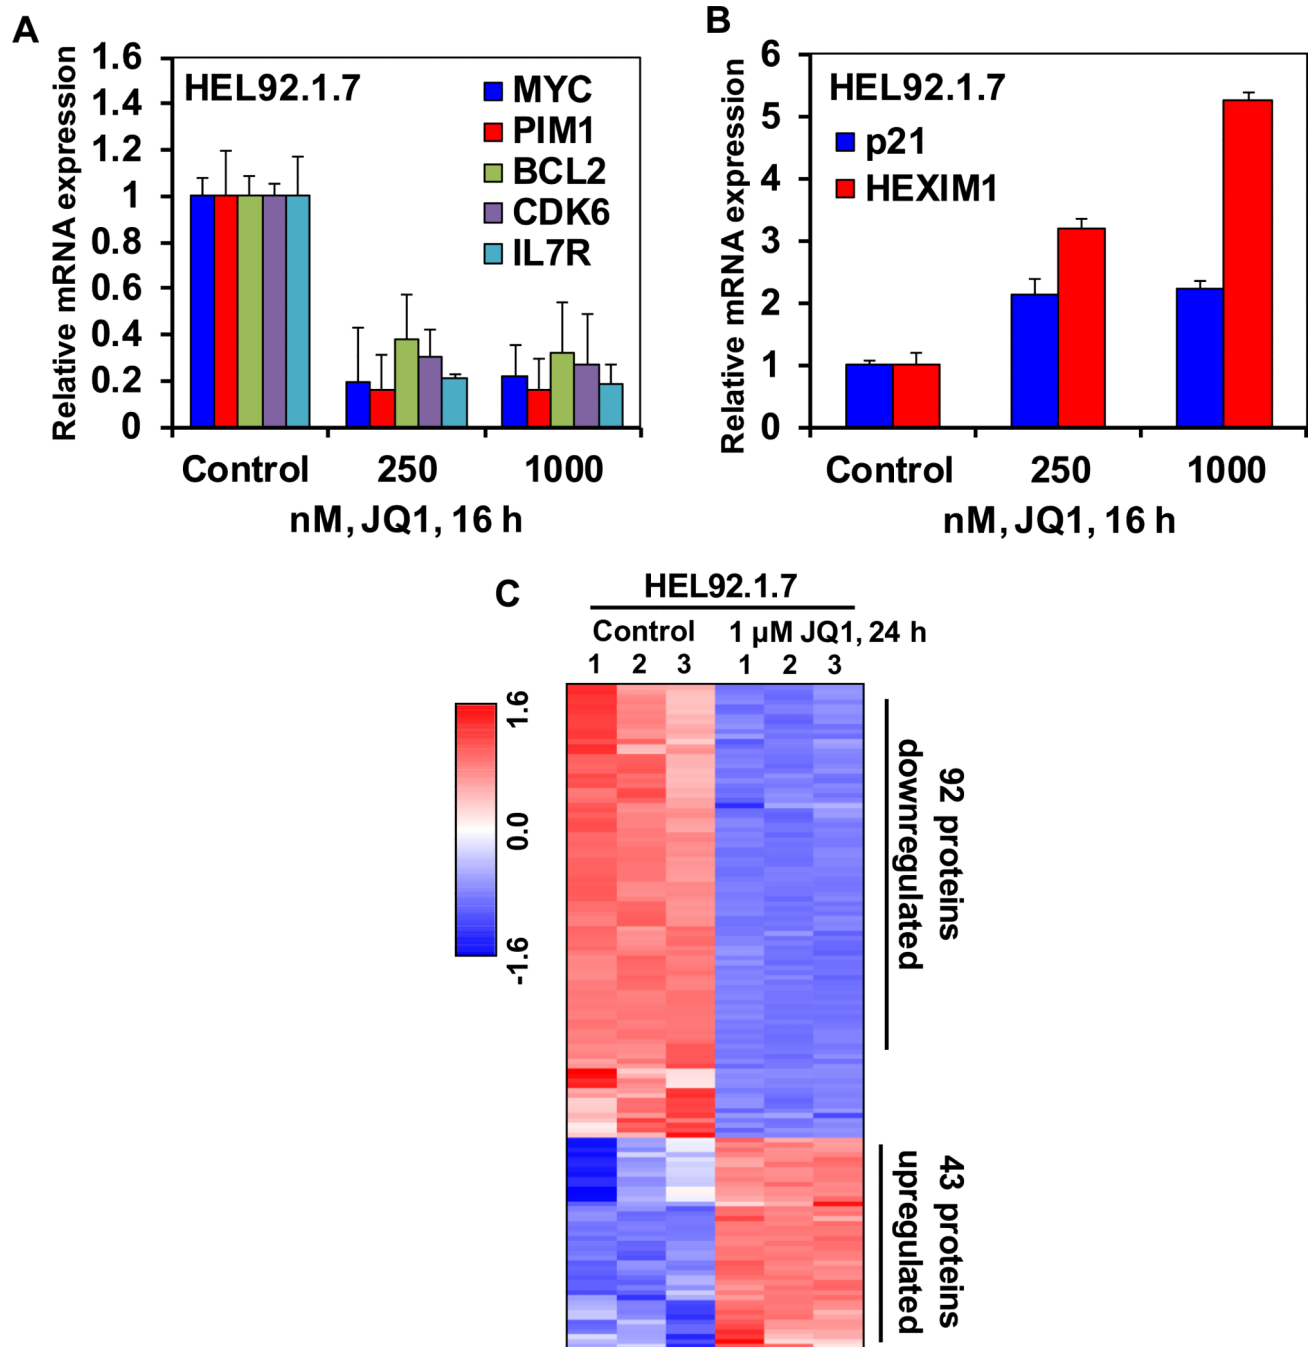 A
Relative mRNA expression
1.6
1.4
1.2
1
0.8
0.6
0.4
0.2
0
HEL92.1.7
MYC
PIM1
BCL2
CDK6
IL7R
Control 250 1000
nM, JQ1, 16 h
B
Relative mRNA expression
6
5
4
3
2
1
0
HEL92.1.7
p21
HEXIM1
Control 250 1000
nM, JQ1, 16 h
C
HEL92.1.7
Control 1 µM JQ1, 24 h
1 2 3 1 2 3
1.6
0.0
-1.6
92 proteins
downregulated
43 proteins
upregulated